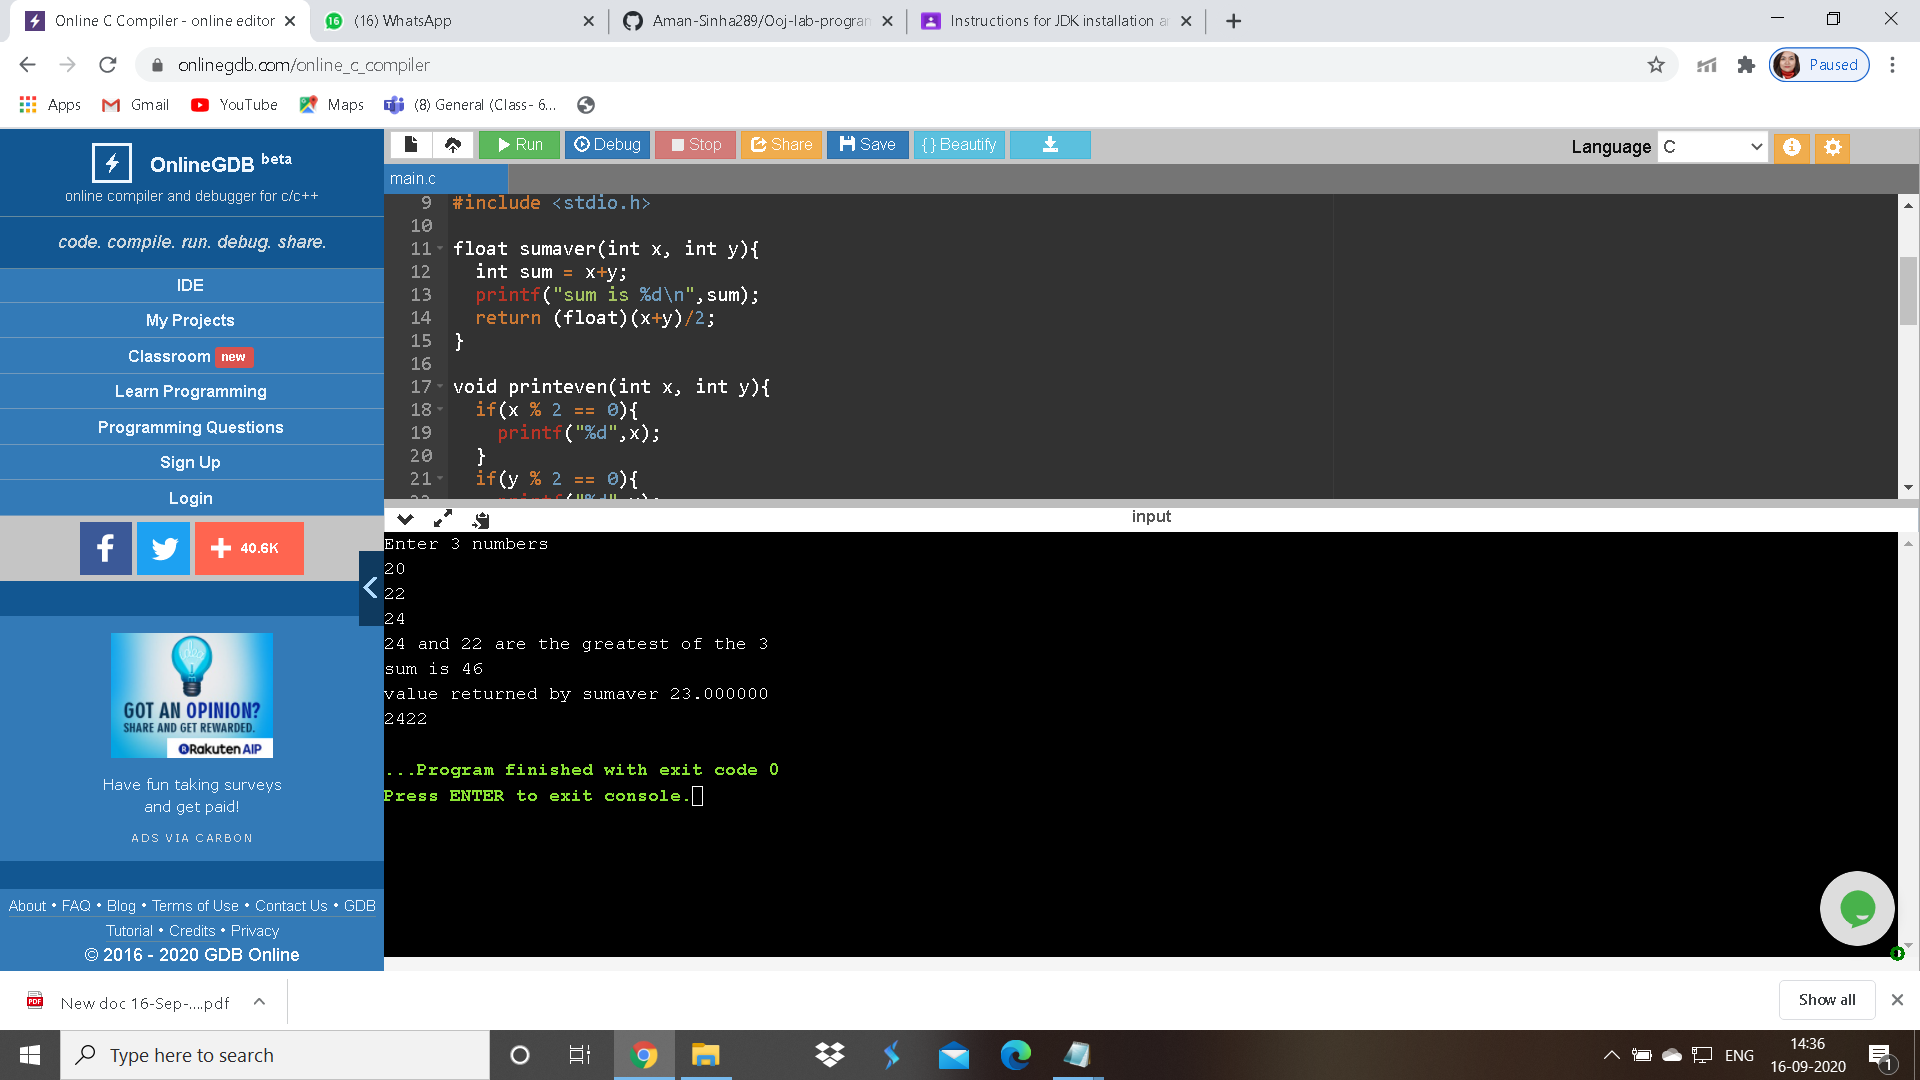 Online C Compiler - online editor
(16) WhatsApp
Aman-Sinha289/Ooj-lab-progran
Instructions for JDK installation a
onlinegdb.com/online_c_compiler
Paused
Apps
Gmail
YouTube
Maps
(8) General (Class- 6...
OnlineGDB beta
online compiler and debugger for c/c++
code. compile. run. debug. share.
IDE
My Projects
Classroom new
Learn Programming
Programming Questions
Sign Up
Login
40.6K
GOT AN OPINION?
SHARE AND GET REWARDED.
Rakuten AIP
Have fun taking surveys
and get paid!
ADS VIA CARBON
About • FAQ • Blog • Terms of Use • Contact Us • GDB
Tutorial • Credits • Privacy
© 2016 - 2020 GDB Online
Run
Debug
Stop
Share
Save
{ } Beautify
Language C
main.c
9 #include <stdio.h>
10
11 float sumaver(int x, int y){
12 int sum = x+y;
13 printf("sum is %d\n",sum);
14 return (float)(x+y)/2;
15 }
16
17 void printeven(int x, int y){
18 if(x % 2 == 0){
19 printf("%d",x);
20 }
21 if(y % 2 == 0){
input
Enter 3 numbers
20
22
24
24 and 22 are the greatest of the 3
sum is 46
value returned by sumaver 23.000000
2422
...Program finished with exit code 0
Press ENTER to exit console.
New doc 16-Sep-....pdf
Show all
Type here to search
ENG
14:36
16-09-2020
1